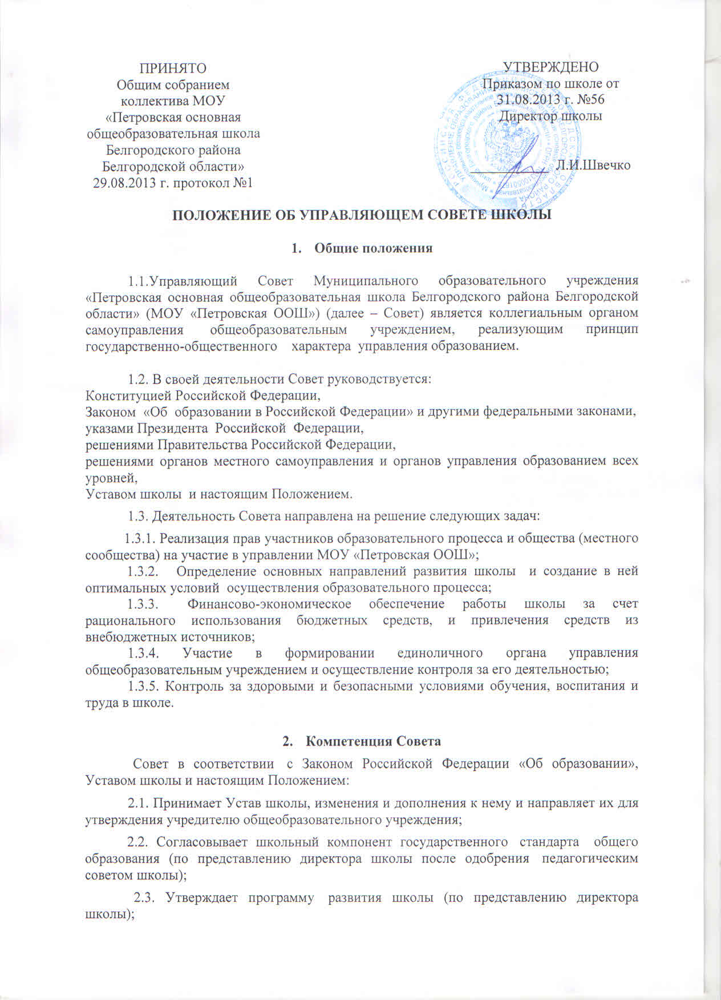 ПРИНЯТО
Общим собранием
коллектива МОУ
«Петровская основная
общеобразовательная школа
Белгородского района
Белгородской области»
29.08.2013 г. протокол №1
УТВЕРЖДЕНО
Приказом по школе от
31.08.2013 г. №56
Директор школы
____________ Л.И.Швечко
ПОЛОЖЕНИЕ ОБ УПРАВЛЯЮЩЕМ СОВЕТЕ ШКОЛЫ
1. Общие положения
1.1.Управляющий Совет Муниципального образовательного учреждения
«Петровская основная общеобразовательная школа Белгородского района Белгородской
области» (МОУ «Петровская ООШ») (далее – Совет) является коллегиальным органом
самоуправления общеобразовательным учреждением, реализующим принцип
государственно-общественного характера управления образованием.
1.2. В своей деятельности Совет руководствуется:
Конституцией Российской Федерации,
Законом «Об образовании в Российской Федерации» и другими федеральными законами,
указами Президента Российской Федерации,
решениями Правительства Российской Федерации,
решениями органов местного самоуправления и органов управления образованием всех
уровней,
Уставом школы и настоящим Положением.
1.3. Деятельность Совета направлена на решение следующих задач:
1.3.1. Реализация прав участников образовательного процесса и общества (местного
сообщества) на участие в управлении МОУ «Петровская ООШ»;
1.3.2. Определение основных направлений развития школы и создание в ней
оптимальных условий осуществления образовательного процесса;
1.3.3. Финансово-экономическое обеспечение работы школы за счет
рационального использования бюджетных средств, и привлечения средств из
внебюджетных источников;
1.3.4. Участие в формировании единоличного органа управления
общеобразовательным учреждением и осуществление контроля за его деятельностью;
1.3.5. Контроль за здоровыми и безопасными условиями обучения, воспитания и
труда в школе.
2. Компетенция Совета
Совет в соответствии с Законом Российской Федерации «Об образовании»,
Уставом школы и настоящим Положением:
2.1. Принимает Устав школы, изменения и дополнения к нему и направляет их для
утверждения учредителю общеобразовательного учреждения;
2.2. Согласовывает школьный компонент государственного стандарта общего
образования (по представлению директора школы после одобрения педагогическим
советом школы);
2.3. Утверждает программу развития школы (по представлению директора
школы);